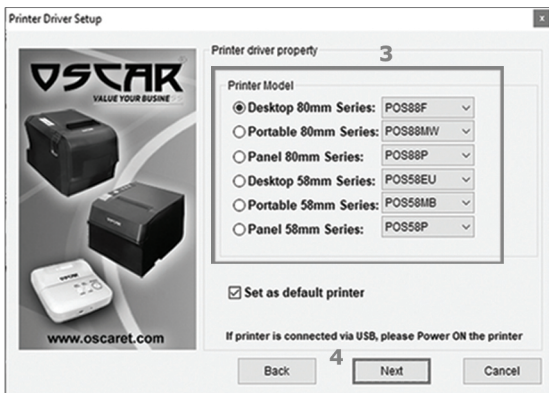 Printer Driver Setup
x
OSCAR
VALUE YOUR BUSINE
www.oscaret.com
Printer driver property
3
Printer Model
Desktop 80mm Series: POS88F
Portable 80mm Series: POS88MW
Panel 80mm Series: POS88P
Desktop 58mm Series: POS58EU
Portable 58mm Series: POS58MB
Panel 58mm Series: POS58P
Set as default printer
If printer is connected via USB, please Power ON the printer
4
Back Next Cancel